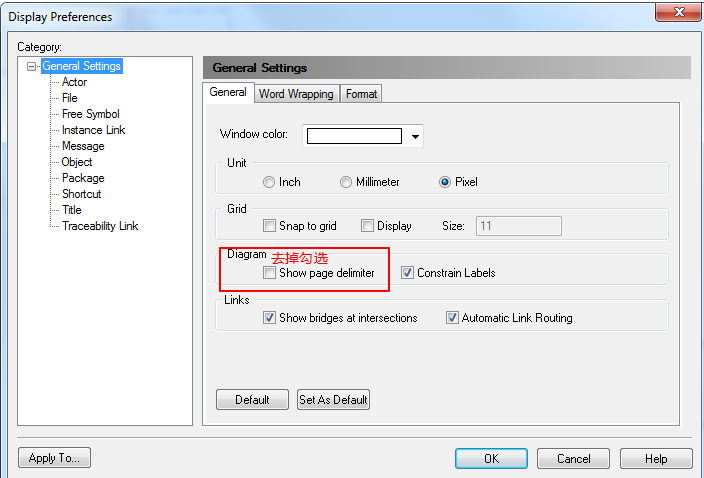 Display Preferences
Category:
General Settings
Actor
File
Free Symbol
Instance Link
Message
Object
Package
Shortcut
Title
Traceability Link
General Settings
General Word Wrapping Format
Window color:
Unit
Inch Millimeter Pixel
Grid
Snap to grid Display Size: 11
Diagram 去掉勾选
Show page delimiter Constrain Labels
Links
Show bridges at intersections Automatic Link Routing
Default Set As Default
Apply To... OK Cancel Help